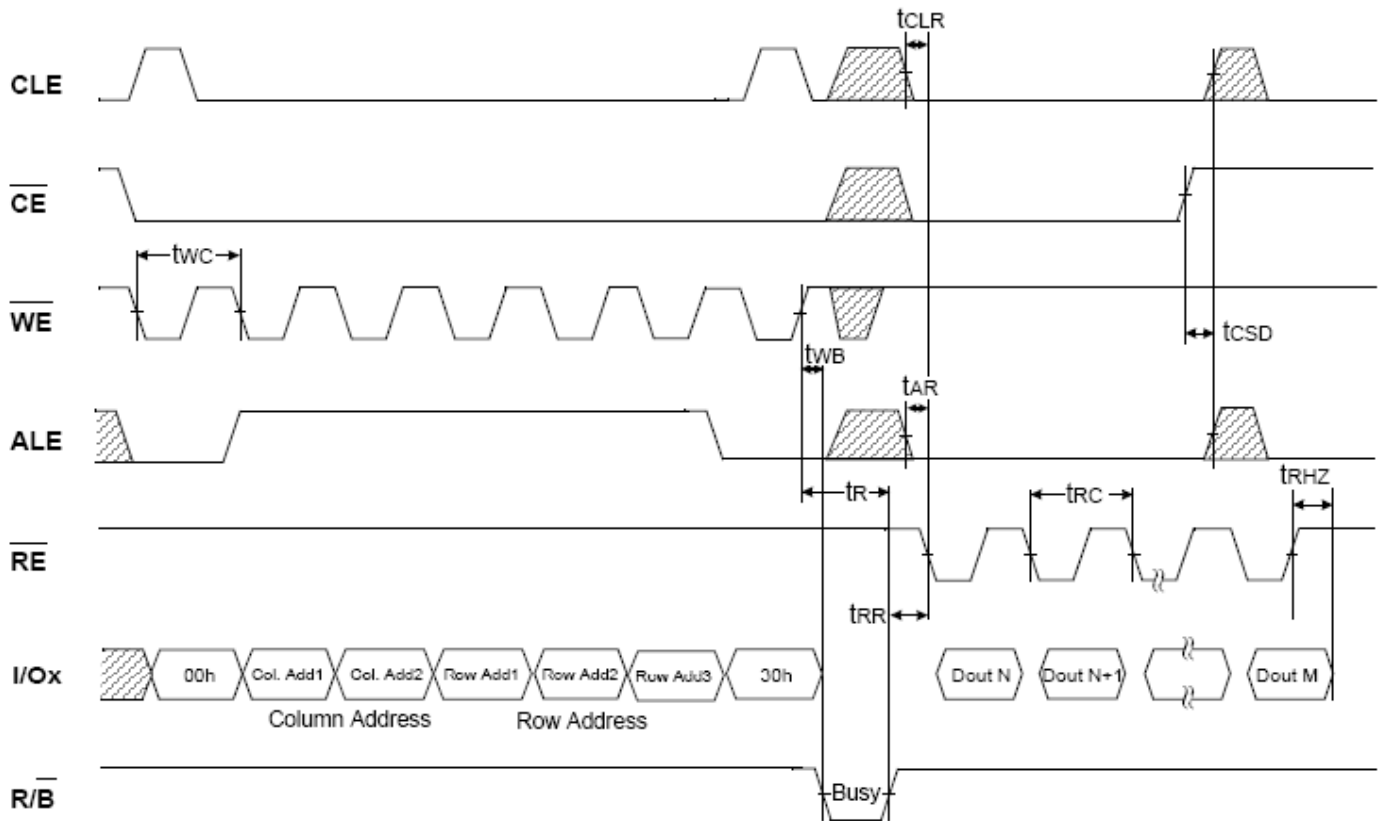 tCLR
CLE
CE
tWC
WE
tWB
tCSD
tAR
ALE
tR
tRC
tRHZ
RE
tRR
I/Ox
00h
Col. Add1
Col. Add2
Row Add1
Row Add2
Row Add3
30h
Dout N
Dout N+1
Dout M
Column Address
Row Address
R/B
Busy